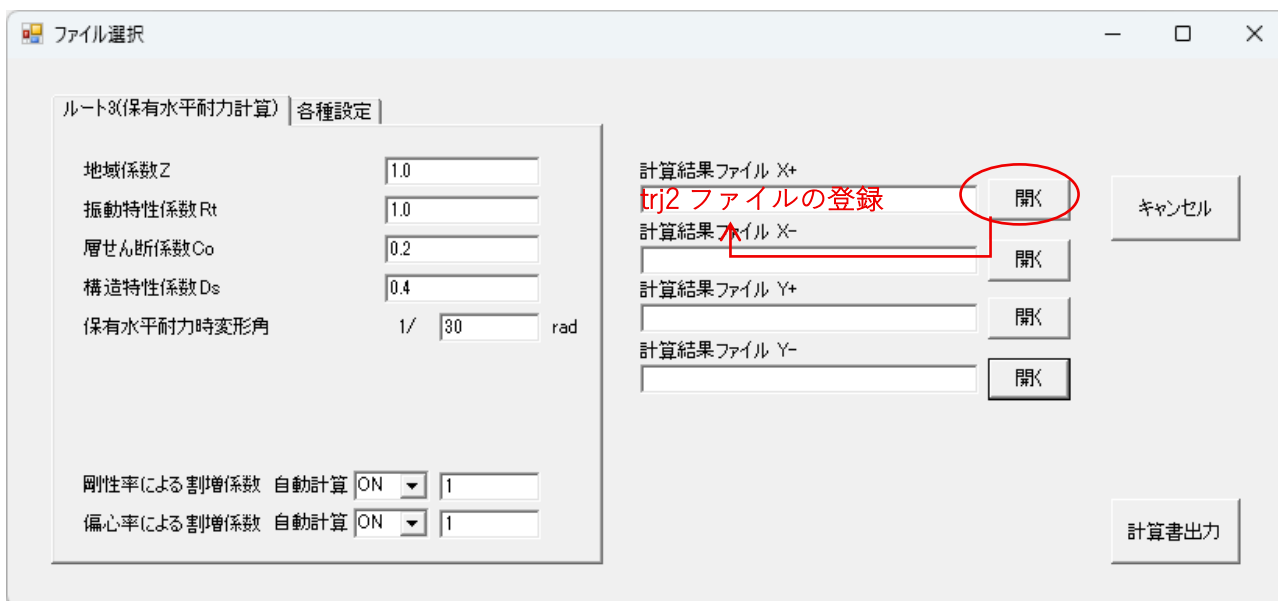 ファイル選択
ルート3(保有水平耐力計算)
各種設定
地域係数Z
1.0
振動特性係数Rt
1.0
層せん断係数Co
0.2
構造特性係数Ds
0.4
保有水平耐力時変形角
1/
30
rad
剛性率による割増係数 自動計算
ON
1
偏心率による割増係数 自動計算
ON
1
計算結果ファイル X+
trj2 ファイルの登録
開く
計算結果ファイル X-
開く
計算結果ファイル Y+
開く
計算結果ファイル Y-
開く
キャンセル
計算書出力